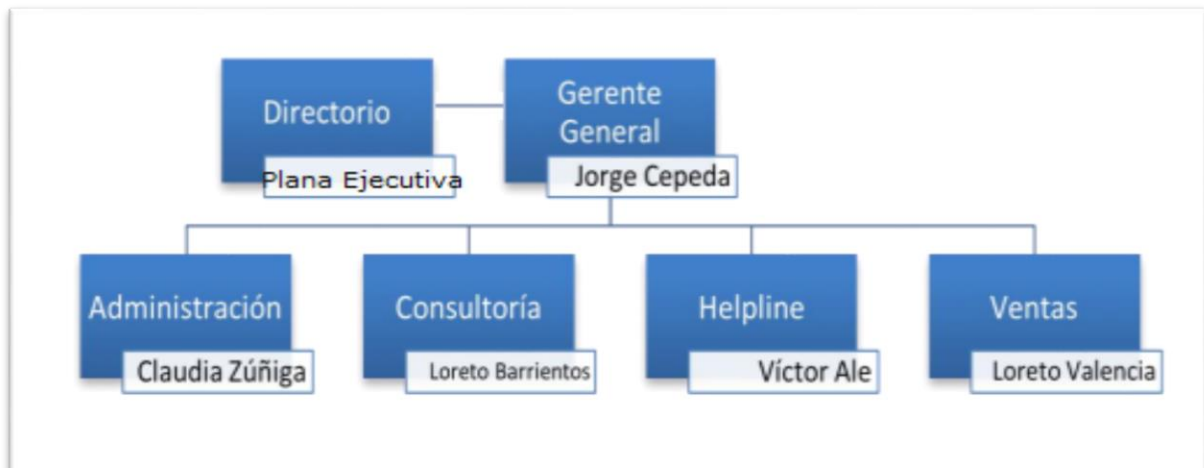 Directorio
Plana Ejecutiva
Gerente
General
Jorge Cepeda
Administración
Claudia Zúñiga
Consultoría
Loreto Barrientos
Helpline
Víctor Ale
Ventas
Loreto Valencia